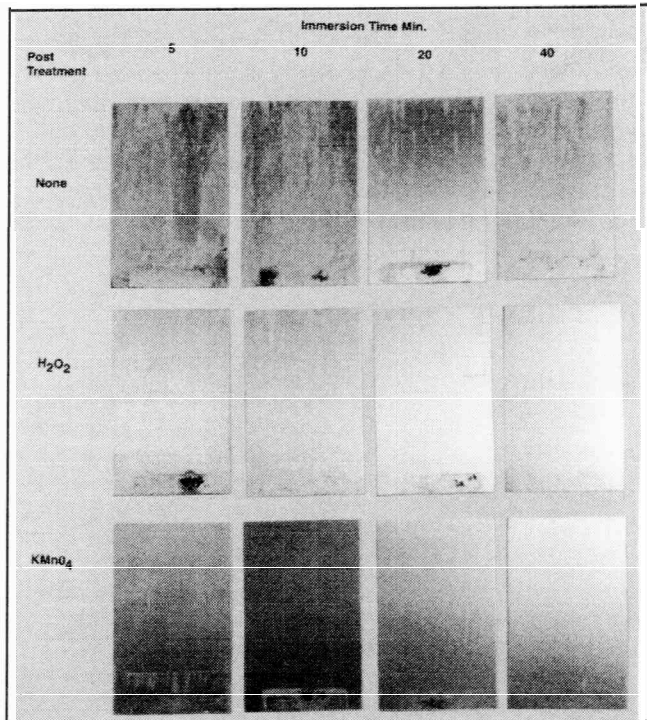 Immersion Time Min.
Post
Treatment
5 10 20 40
None
H₂O₂
KMnO₄